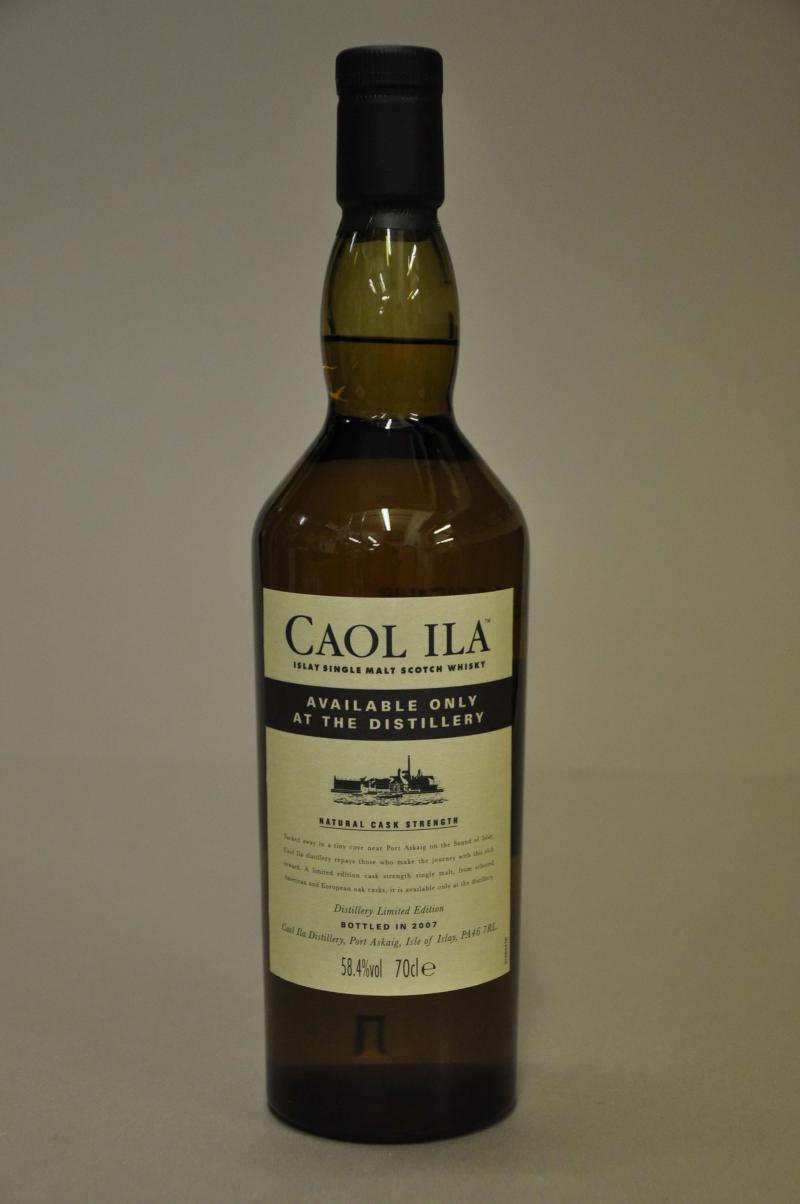 CAOL ILA™
ISLAY SINGLE MALT SCOTCH WHISKY
AVAILABLE ONLY
AT THE DISTILLERY
NATURAL CASK STRENGTH
Tucked away in a tiny cove near Port Askaig on the Sound of Islay,
Caol Ila distillery repays those who make the journey with this rich
reward. A limited edition cask strength single malt, from selected
American and European oak casks, it is available only at the distillery.
Distillery Limited Edition
BOTTLED IN 2007
Caol Ila Distillery, Port Askaig, Isle of Islay, PA46 7RL.
58.4%vol 70cl e